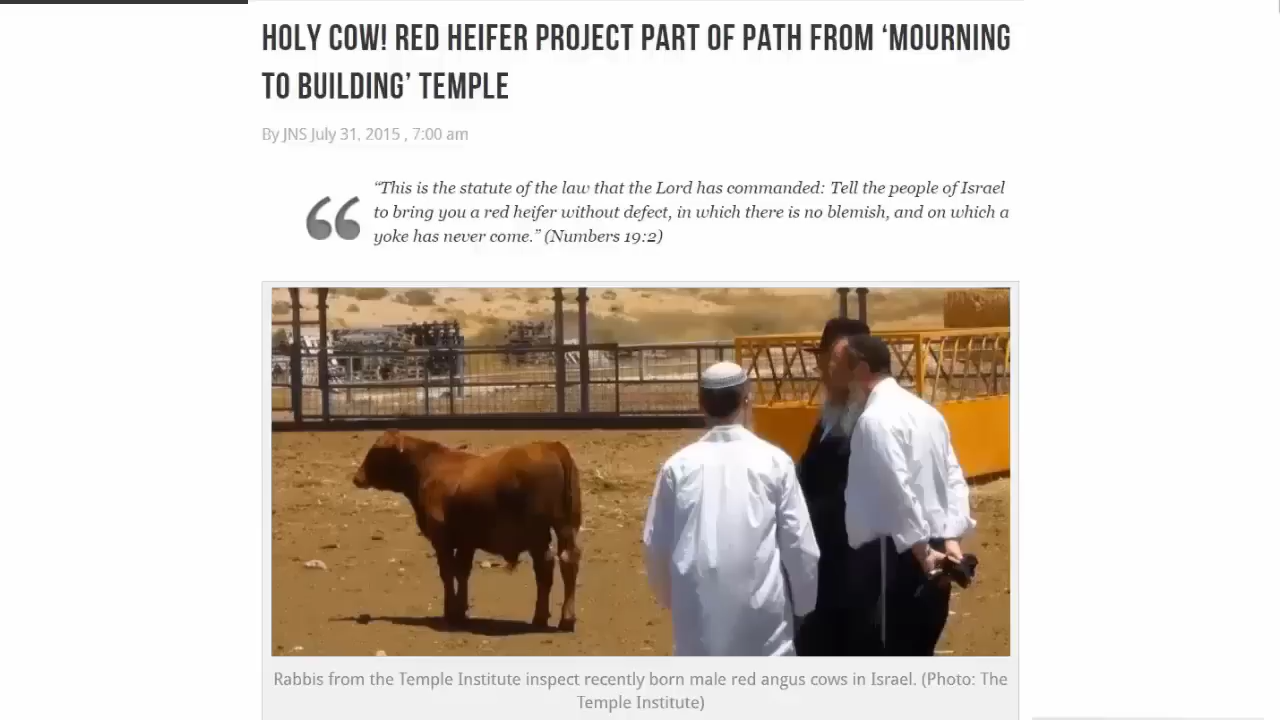 HOLY COW! RED HEIFER PROJECT PART OF PATH FROM ‘MOURNING
TO BUILDING’ TEMPLE
By JNS July 31, 2015 , 7:00 am
“This is the statute of the law that the Lord has commanded: Tell the people of Israel
to bring you a red heifer without defect, in which there is no blemish, and on which a
yoke has never come.” (Numbers 19:2)
Rabbis from the Temple Institute inspect recently born male red angus cows in Israel. (Photo: The
Temple Institute)